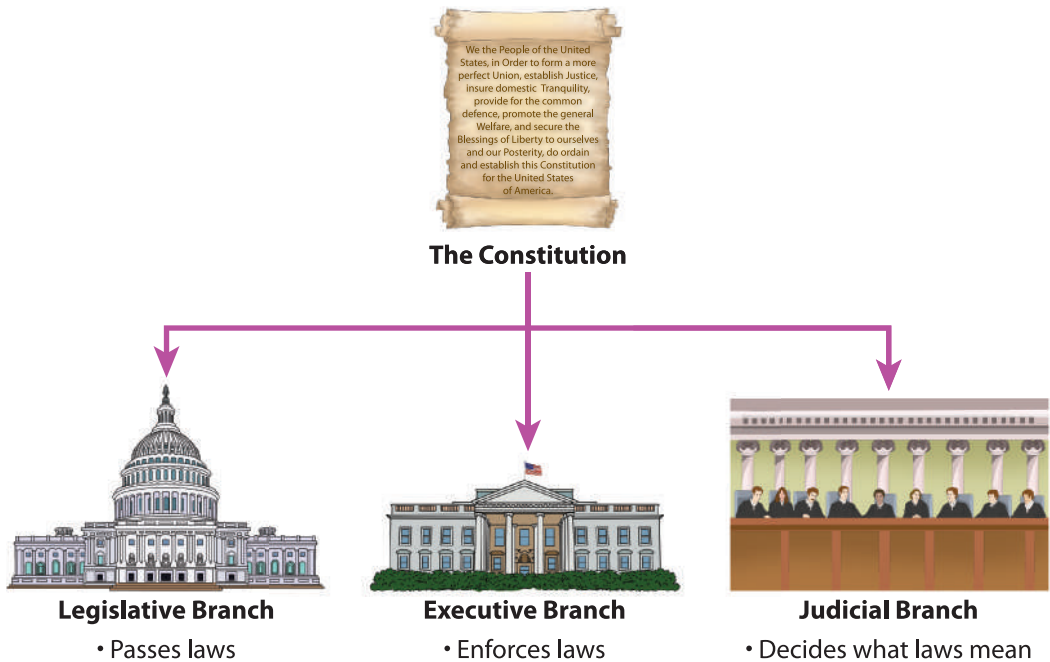 We the People of the United
States, in Order to form a more
perfect Union, establish Justice,
insure domestic Tranquility,
provide for the common
defence, promote the general
Welfare, and secure the
Blessings of Liberty to ourselves
and our Posterity, do ordain
and establish this Constitution
for the United States
of America.
The Constitution
Legislative Branch
• Passes laws
Executive Branch
• Enforces laws
Judicial Branch
• Decides what laws mean